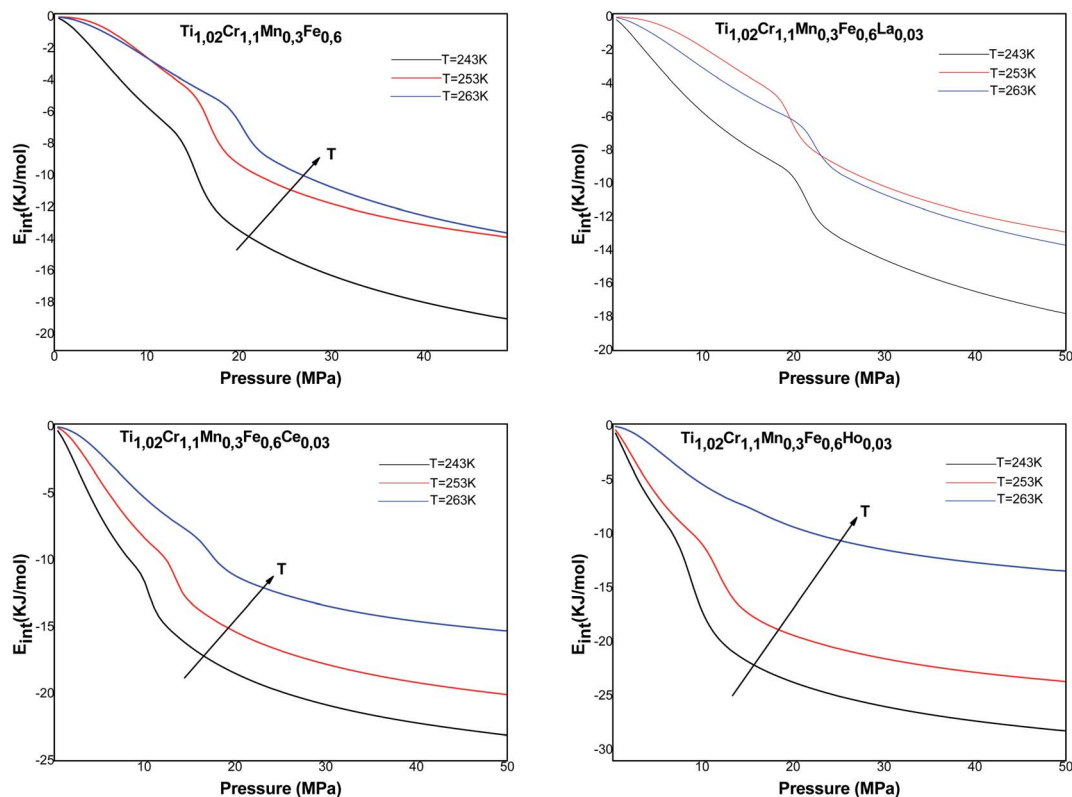 Ti1,02Cr1,1Mn0,3Fe0,6
T=243K
T=253K
T=263K
T
0
-2
-4
-6
-8
-10
-12
-14
-16
-18
-20
0
20
40
Pressure (MPa)
Eint(KJ/mol)
Ti1,02Cr1,1Mn0,3Fe0,6La0,03
T=243K
T=253K
T=263K
0
-2
-4
-6
-8
-10
-12
-14
-16
-18
-20
10
20
30
40
50
Pressure (MPa)
Eint(KJ/mol)
Ti1,02Cr1,1Mn0,3Fe0,6Ce0,03
T=243K
T=253K
T=263K
T
0
-5
-10
-15
-20
-25
10
20
30
40
50
Pressure (MPa)
Eint(KJ/mol)
Ti1,02Cr1,1Mn0,3Fe0,6Ho0,03
T=243K
T=253K
T=263K
T
0
-5
-10
-15
-20
-25
-30
10
20
30
40
50
Pressure (MPa)
Eint(KJ/mol)